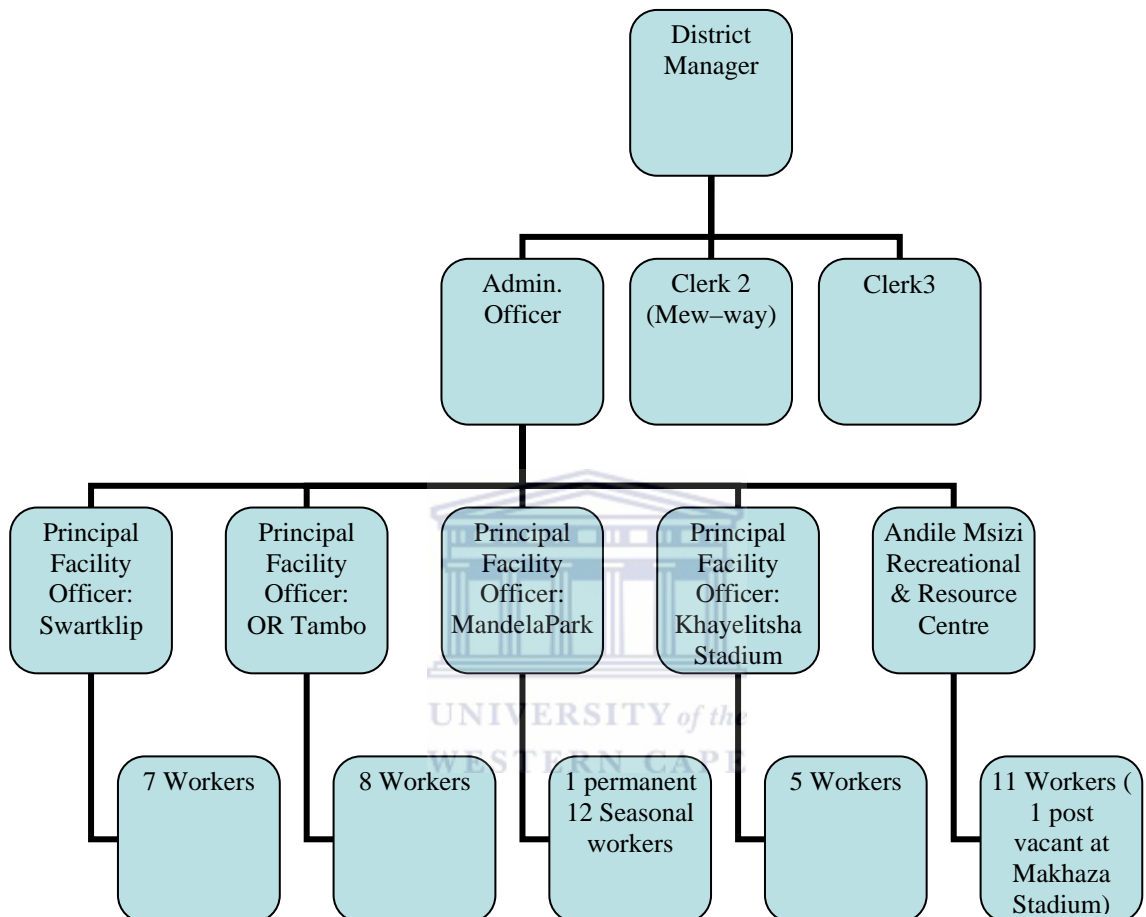 District
Manager
Admin.
Officer
Clerk 2
(Mew–way)
Clerk3
Principal
Facility
Officer:
Swartklip
Principal
Facility
Officer:
OR Tambo
Principal
Facility
Officer:
MandelaPark
Principal
Facility
Officer:
Khayelitsha
Stadium
Andile Msizi
Recreational
& Resource
Centre
UNIVERSITY of the
WESTERN CAPE
7 Workers
8 Workers
1 permanent
12 Seasonal
workers
5 Workers
11 Workers (
1 post
vacant at
Makhaza
Stadium)